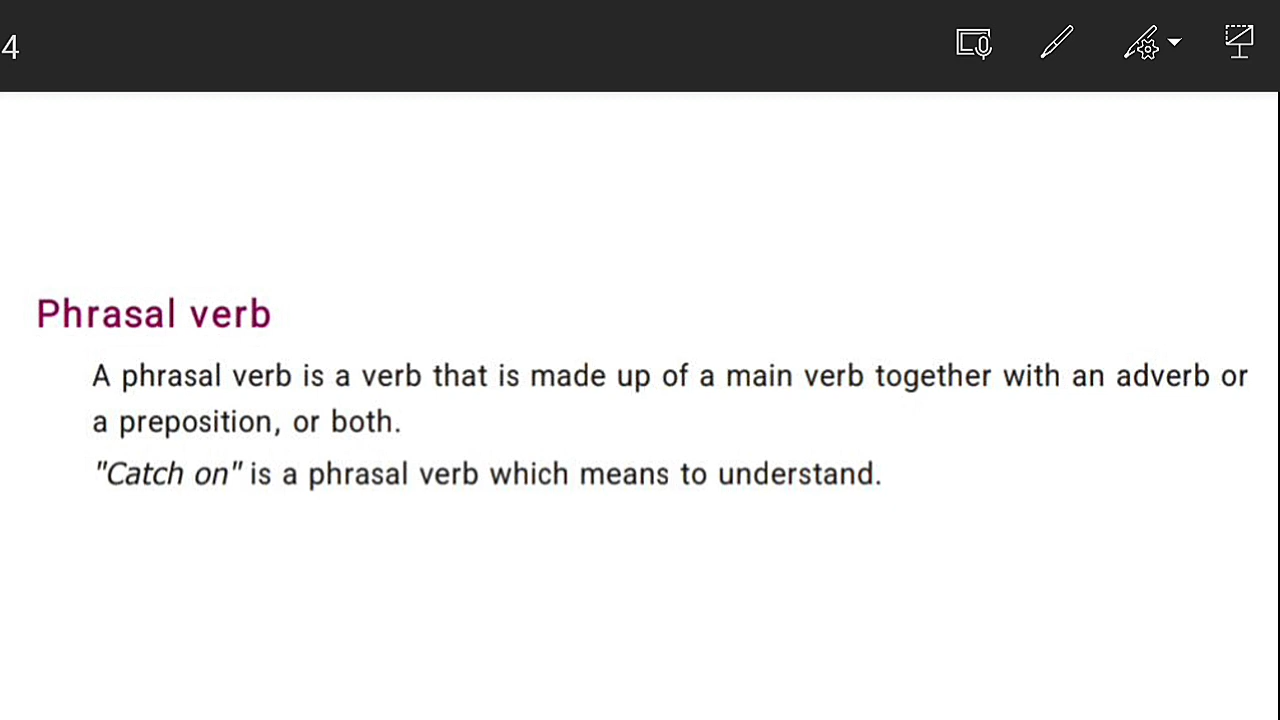 4
Phrasal verb
A phrasal verb is a verb that is made up of a main verb together with an adverb or
a preposition, or both.
"Catch on" is a phrasal verb which means to understand.